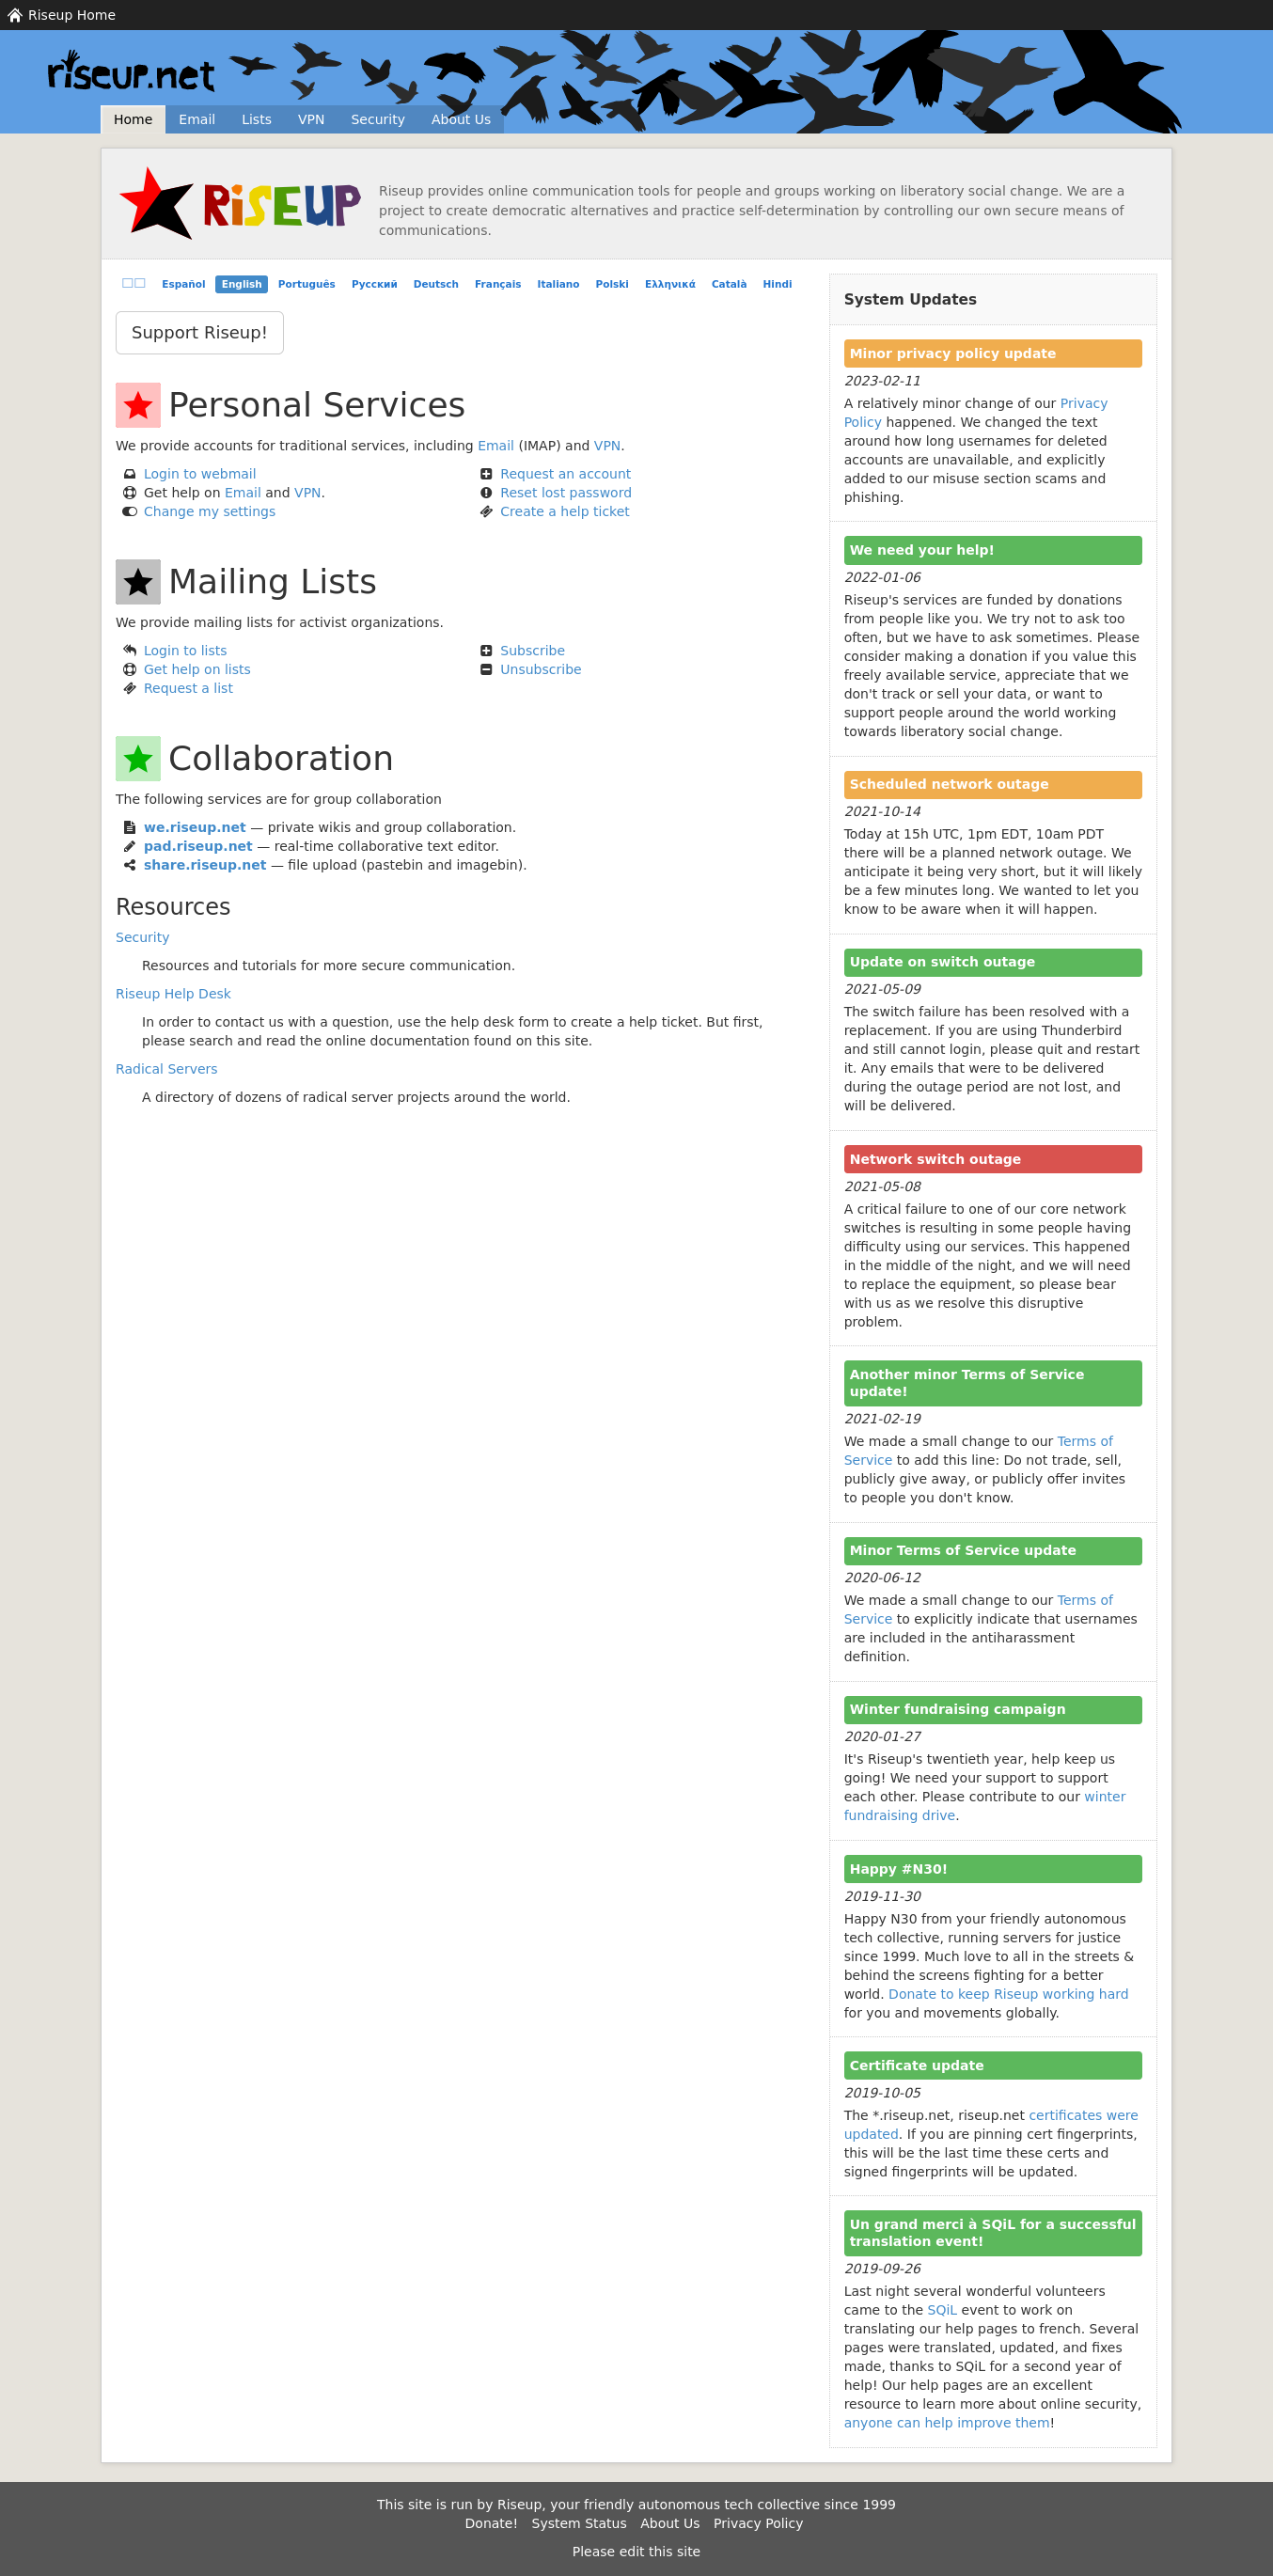 Riseup Home
riseup.net
Home Email Lists VPN Security About Us
RiSEUP
Riseup provides online communication tools for people and groups working on liberatory social change. We are a
project to create democratic alternatives and practice self-determination by controlling our own secure means of
communications.
Español English Português Русский Deutsch Français Italiano Polski Ελληνικά Català Hindi
Support Riseup!
Personal Services
We provide accounts for traditional services, including Email (IMAP) and VPN.
Login to webmail
Get help on Email and VPN.
Change my settings
Request an account
Reset lost password
Create a help ticket
Mailing Lists
We provide mailing lists for activist organizations.
Login to lists
Get help on lists
Request a list
Subscribe
Unsubscribe
Collaboration
The following services are for group collaboration
we.riseup.net — private wikis and group collaboration.
pad.riseup.net — real-time collaborative text editor.
share.riseup.net — file upload (pastebin and imagebin).
Resources
Security
Resources and tutorials for more secure communication.
Riseup Help Desk
In order to contact us with a question, use the help desk form to create a help ticket. But first,
please search and read the online documentation found on this site.
Radical Servers
A directory of dozens of radical server projects around the world.
System Updates
Minor privacy policy update
2023-02-11
A relatively minor change of our Privacy
Policy happened. We changed the text
around how long usernames for deleted
accounts are unavailable, and explicitly
added to our misuse section scams and
phishing.
We need your help!
2022-01-06
Riseup's services are funded by donations
from people like you. We try not to ask too
often, but we have to ask sometimes. Please
consider making a donation if you value this
freely available service, appreciate that we
don't track or sell your data, or want to
support people around the world working
towards liberatory social change.
Scheduled network outage
2021-10-14
Today at 15h UTC, 1pm EDT, 10am PDT
there will be a planned network outage. We
anticipate it being very short, but it will likely
be a few minutes long. We wanted to let you
know to be aware when it will happen.
Update on switch outage
2021-05-09
The switch failure has been resolved with a
replacement. If you are using Thunderbird
and still cannot login, please quit and restart
it. Any emails that were to be delivered
during the outage period are not lost, and
will be delivered.
Network switch outage
2021-05-08
A critical failure to one of our core network
switches is resulting in some people having
difficulty using our services. This happened
in the middle of the night, and we will need
to replace the equipment, so please bear
with us as we resolve this disruptive
problem.
Another minor Terms of Service
update!
2021-02-19
We made a small change to our Terms of
Service to add this line: Do not trade, sell,
publicly give away, or publicly offer invites
to people you don't know.
Minor Terms of Service update
2020-06-12
We made a small change to our Terms of
Service to explicitly indicate that usernames
are included in the antiharassment
definition.
Winter fundraising campaign
2020-01-27
It's Riseup's twentieth year, help keep us
going! We need your support to support
each other. Please contribute to our winter
fundraising drive.
Happy #N30!
2019-11-30
Happy N30 from your friendly autonomous
tech collective, running servers for justice
since 1999. Much love to all in the streets &
behind the screens fighting for a better
world. Donate to keep Riseup working hard
for you and movements globally.
Certificate update
2019-10-05
The *.riseup.net, riseup.net certificates were
updated. If you are pinning cert fingerprints,
this will be the last time these certs and
signed fingerprints will be updated.
Un grand merci à SQiL for a successful
translation event!
2019-09-26
Last night several wonderful volunteers
came to the SQiL event to work on
translating our help pages to french. Several
pages were translated, updated, and fixes
made, thanks to SQiL for a second year of
help! Our help pages are an excellent
resource to learn more about online security,
anyone can help improve them!
This site is run by Riseup, your friendly autonomous tech collective since 1999
Donate! System Status About Us Privacy Policy
Please edit this site